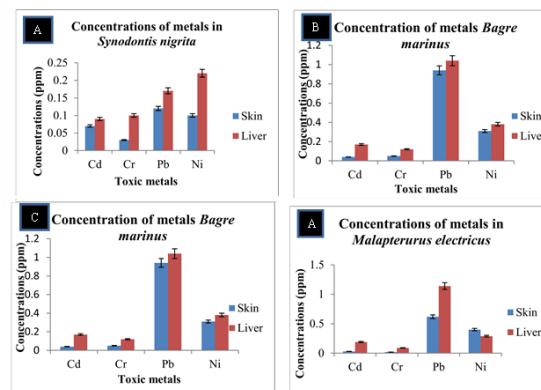 A
Concentrations of metals in
Synodontis nigrita
Concentrations (ppm)
0.25
0.2
0.15
0.1
0.05
0
Cd Cr Pb Ni
Toxic metals
Skin
Liver
B
Concentrations of metals Bagre
marinus
Concentrations (ppm)
1.2
1
0.8
0.6
0.4
0.2
0
Cd Cr Pb Ni
Toxic metals
Skin
Liver
C
Concentration of metals Bagre
marinus
Concentrations (ppm)
1.2
1
0.8
0.6
0.4
0.2
0
Cd Cr Pb Ni
Toxic metals
Skin
Liver
A
Concentrations of metals in
Malapterurus electricus
Concentrations (ppm)
1.5
1
0.5
0
Cd Cr Pb Ni
Toxic metals
Skin
Liver